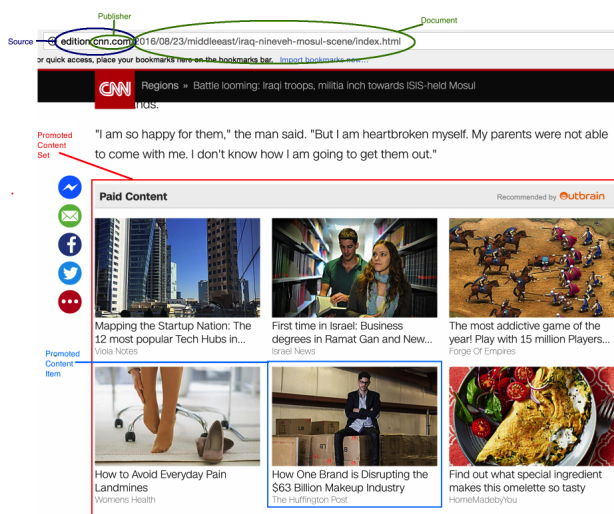 Publisher
Document
Source
edition.cnn.com/2016/08/23/middleeast/iraq-nineveh-mosul-scene/index.html
or quick access, place your bookmarks here on the bookmarks bar. Import bookmarks now...
CNN Regions » Battle looming: Iraqi troops, militia inch towards ISIS-held Mosul
nds.
"I am so happy for them," the man said. "But I am heartbroken myself. My parents were not able
to come with me. I don't know how I am going to get them out."
Promoted
Content
Set
Paid Content
Recommended by Outbrain
Mapping the Startup Nation: The
12 most popular Tech Hubs in...
Viola Notes
First time in Israel: Business
degrees in Ramat Gan and New...
Israel News
The most addictive game of the
year! Play with 15 million Players...
Forge Of Empires
Promoted
Content
Item
How to Avoid Everyday Pain
Landmines
Womens Health
How One Brand is Disrupting the
$63 Billion Makeup Industry
The Huffington Post
Find out what special ingredient
makes this omelette so tasty
HomeMadebyYou